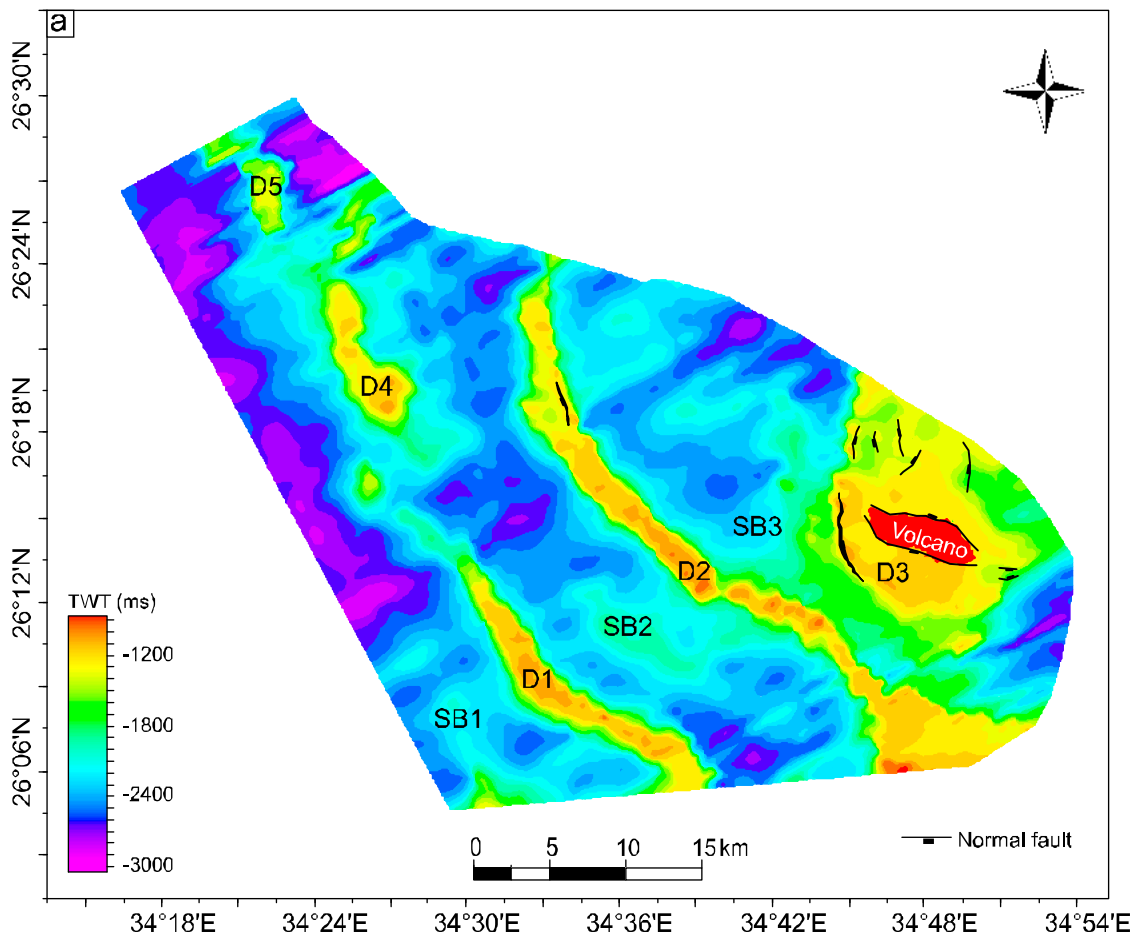 a
26°30'N
26°24'N
26°18'N
26°12'N
26°06'N
D5
D4
SB3
Volcano
D3
D2
SB2
D1
SB1
TWT (ms)
-1200
-1800
-2400
-3000
0 5 10 15 km
Normal fault
34°18'E 34°24'E 34°30'E 34°36'E 34°42'E 34°48'E 34°54'E